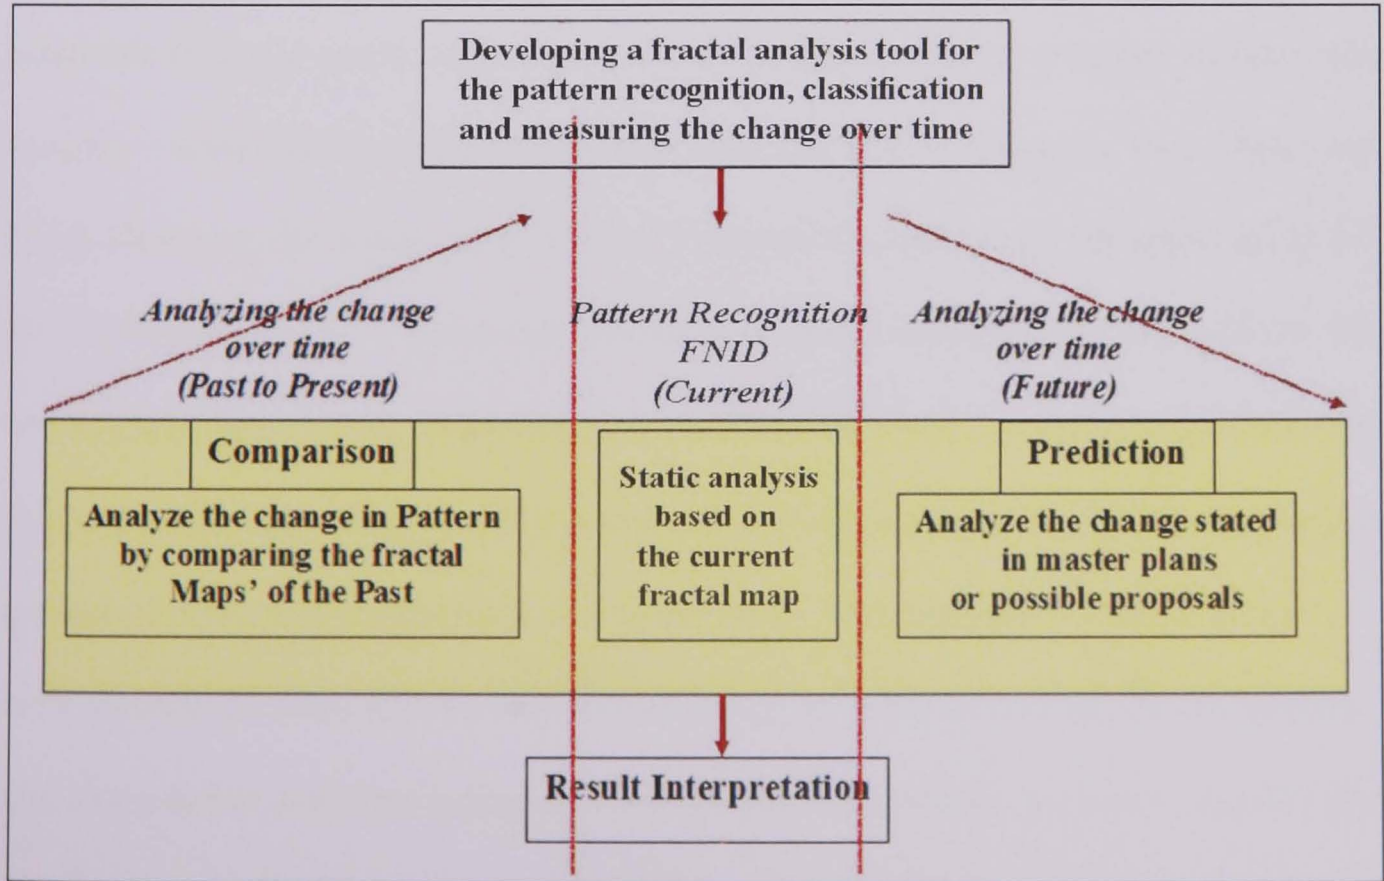 Developing a fractal analysis tool for
the pattern recognition, classification
and measuring the change over time
Analyzing the change
over time
(Past to Present)
Pattern Recognition
FNID
(Current)
Analyzing the change
over time
(Future)
Comparison
Analyze the change in Pattern
by comparing the fractal
Maps' of the Past
Static analysis
based on
the current
fractal map
Prediction
Analyze the change stated
in master plans
or possible proposals
Result Interpretation